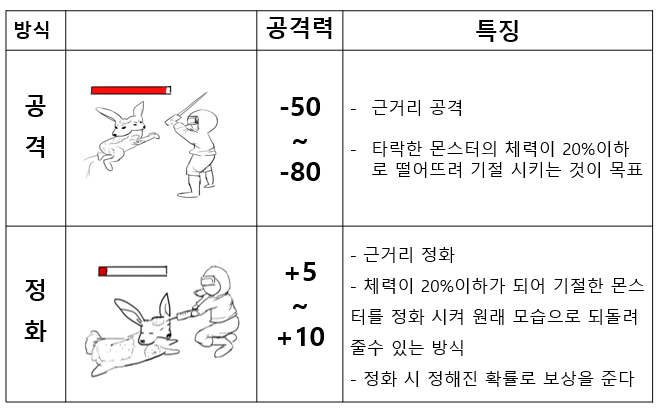 방식
공격력
특징
공
격
-50
~
-80
- 근거리 공격
- 타락한 몬스터의 체력이 20%이하
로 떨어뜨려 기절 시키는 것이 목표
정
화
+5
~
+10
- 근거리 정화
- 체력이 20%이하가 되어 기절한 몬스
터를 정화 시켜 원래 모습으로 되돌려
줄수 있는 방식
- 정화 시 정해진 확률로 보상을 준다